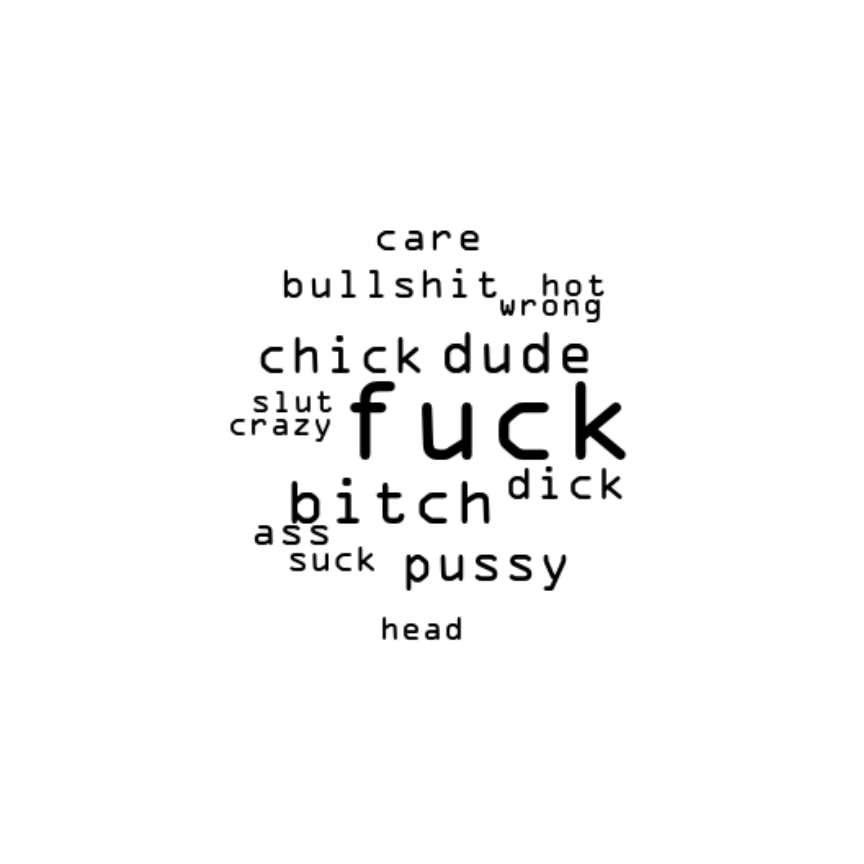 care
bullshit hot
wrong
chick dude
slut
crazy fuck
bitch dick
ass
suck pussy
head